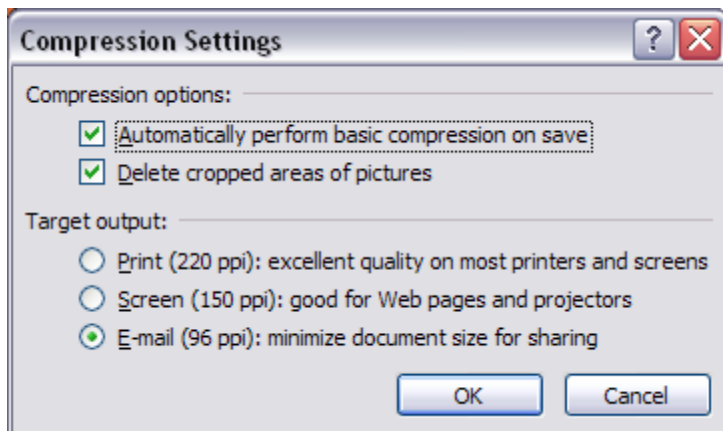 Compression Settings
Compression options:
Automatically perform basic compression on save
Delete cropped areas of pictures
Target output:
Print (220 ppi): excellent quality on most printers and screens
Screen (150 ppi): good for Web pages and projectors
E-mail (96 ppi): minimize document size for sharing
OK Cancel